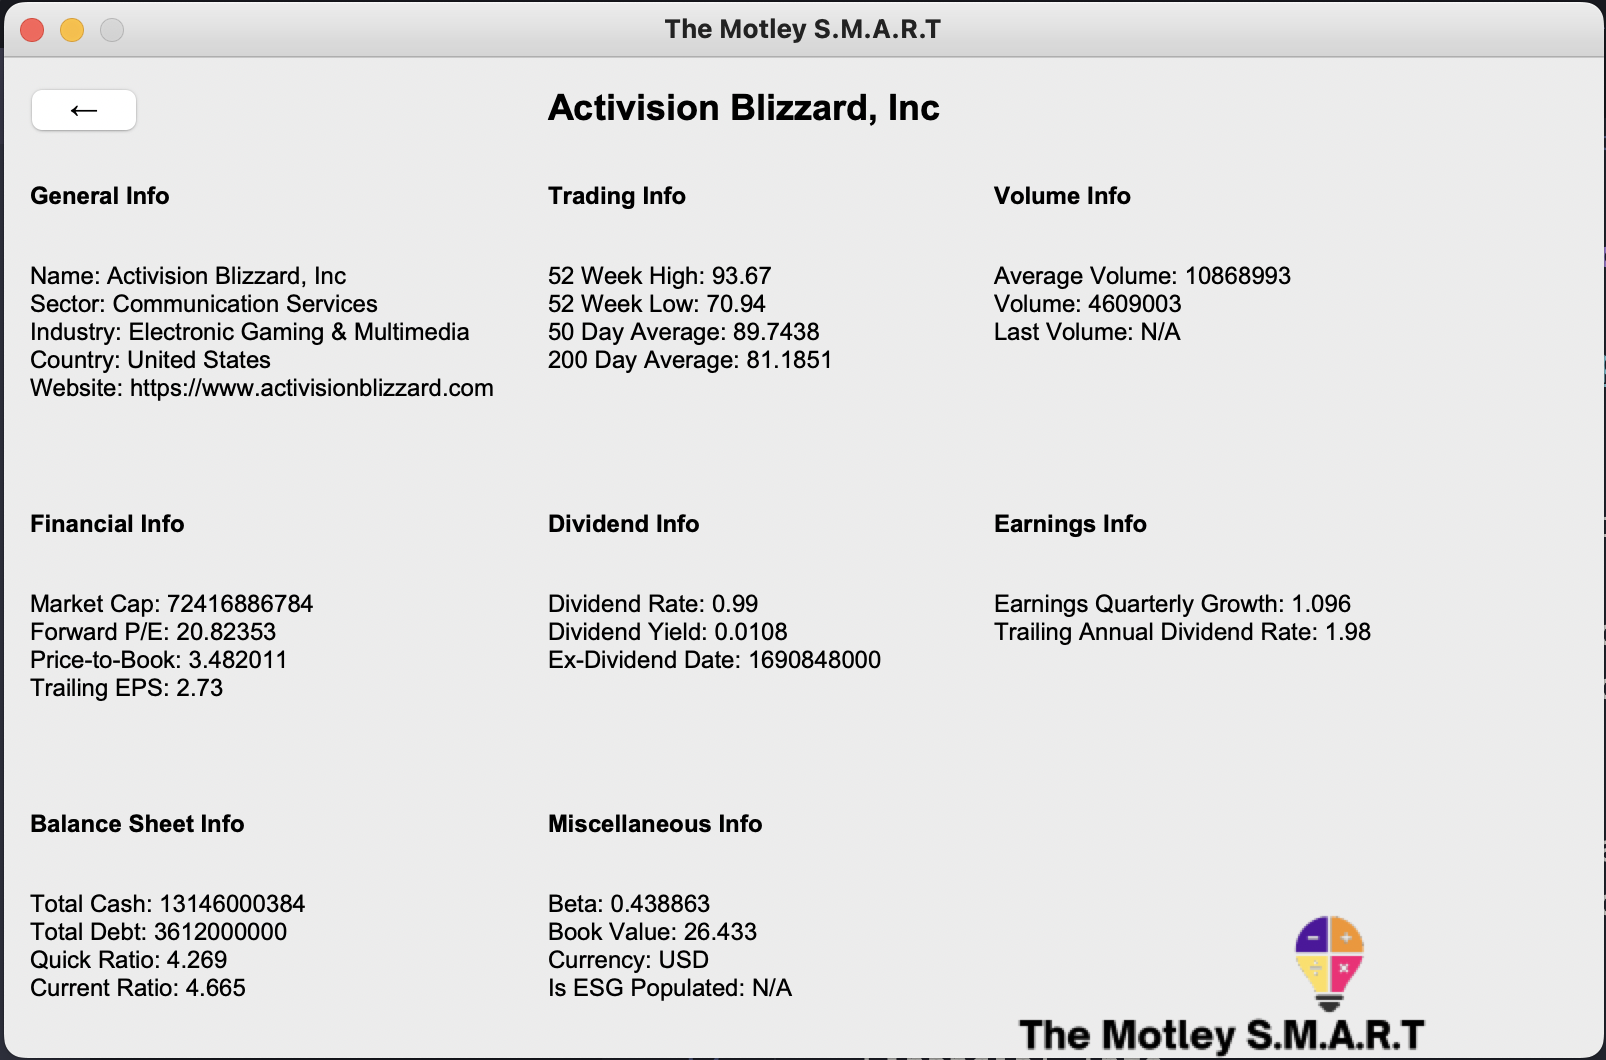 The Motley S.M.A.R.T
←
Activision Blizzard, Inc
General Info
Name: Activision Blizzard, Inc
Sector: Communication Services
Industry: Electronic Gaming & Multimedia
Country: United States
Website: https://www.activisionblizzard.com
Trading Info
52 Week High: 93.67
52 Week Low: 70.94
50 Day Average: 89.7438
200 Day Average: 81.1851
Volume Info
Average Volume: 10868993
Volume: 4609003
Last Volume: N/A
Financial Info
Market Cap: 72416886784
Forward P/E: 20.82353
Price-to-Book: 3.482011
Trailing EPS: 2.73
Dividend Info
Dividend Rate: 0.99
Dividend Yield: 0.0108
Ex-Dividend Date: 1690848000
Earnings Info
Earnings Quarterly Growth: 1.096
Trailing Annual Dividend Rate: 1.98
Balance Sheet Info
Total Cash: 13146000384
Total Debt: 3612000000
Quick Ratio: 4.269
Current Ratio: 4.665
Miscellaneous Info
Beta: 0.438863
Book Value: 26.433
Currency: USD
Is ESG Populated: N/A
− +
÷ ×
The Motley S.M.A.R.T